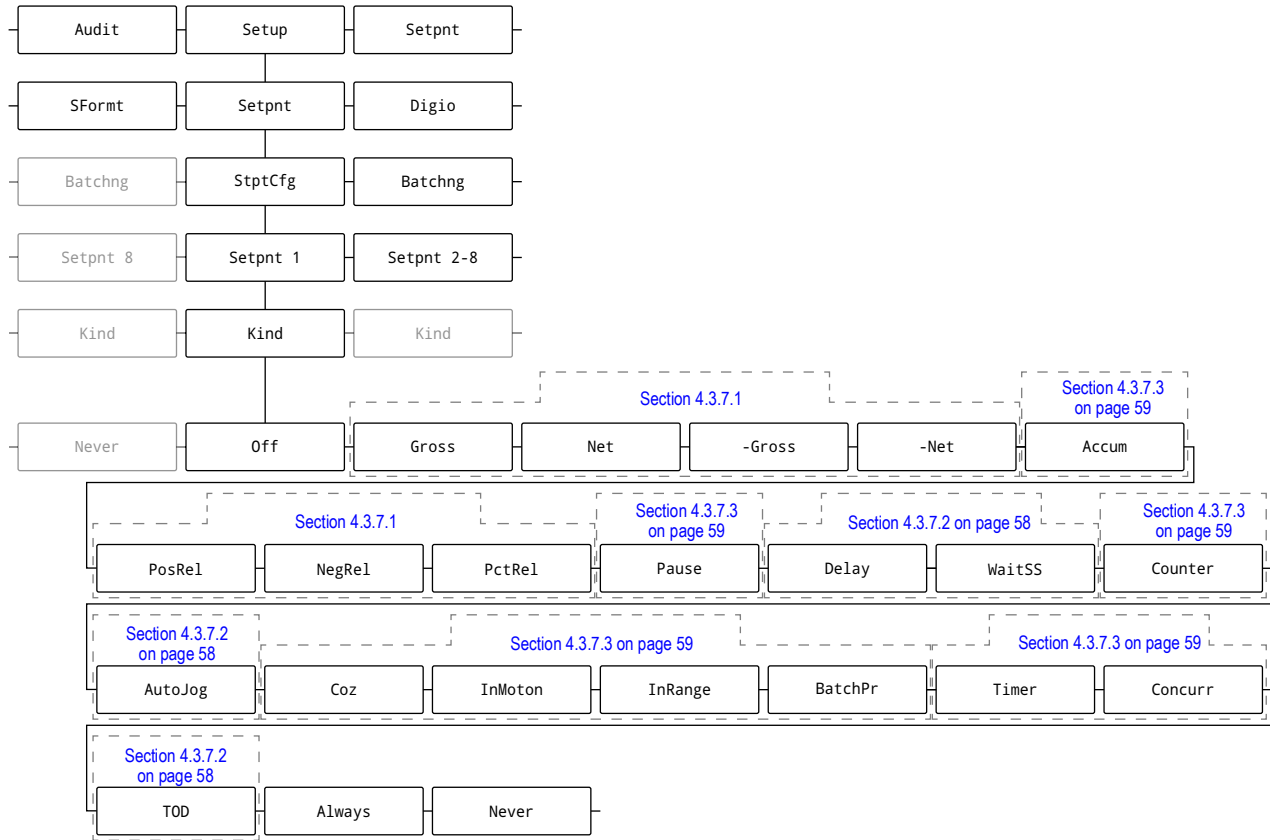 Audit
Setup
Setpnt
SFormt
Setpnt
Digio
Batchng
StptCfg
Batchng
Setpnt 8
Setpnt 1
Setpnt 2-8
Kind
Kind
Kind
Section 4.3.7.1
Section 4.3.7.3
on page 59
Never
Off
Gross
Net
-Gross
-Net
Accum
Section 4.3.7.1
Section 4.3.7.3
on page 59
Section 4.3.7.2 on page 58
Section 4.3.7.3
on page 59
PosRel
NegRel
PctRel
Pause
Delay
WaitSS
Counter
Section 4.3.7.2
on page 58
Section 4.3.7.3 on page 59
Section 4.3.7.3 on page 59
AutoJog
Coz
InMoton
InRange
BatchPr
Timer
Concurr
Section 4.3.7.2
on page 58
TOD
Always
Never